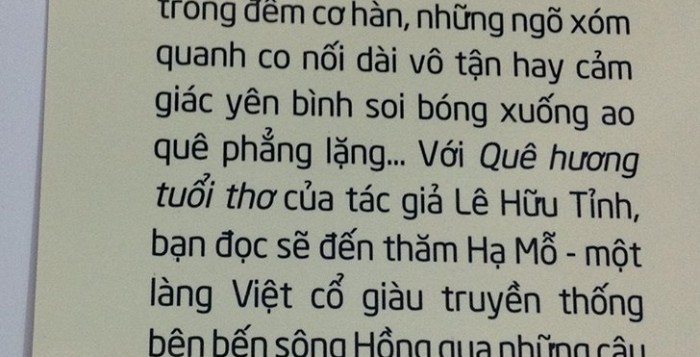 trong đêm cơ hàn, những ngõ xóm
quanh co nối dài vô tận hay cảm
giác yên bình soi bóng xuống ao
quê phẳng lặng... Với Quê hương
tuổi thơ của tác giả Lê Hữu Tỉnh,
bạn đọc sẽ đến thăm Hạ Mỗ - một
làng Việt cổ giàu truyền thống
bên bến sông Hồng qua những câu